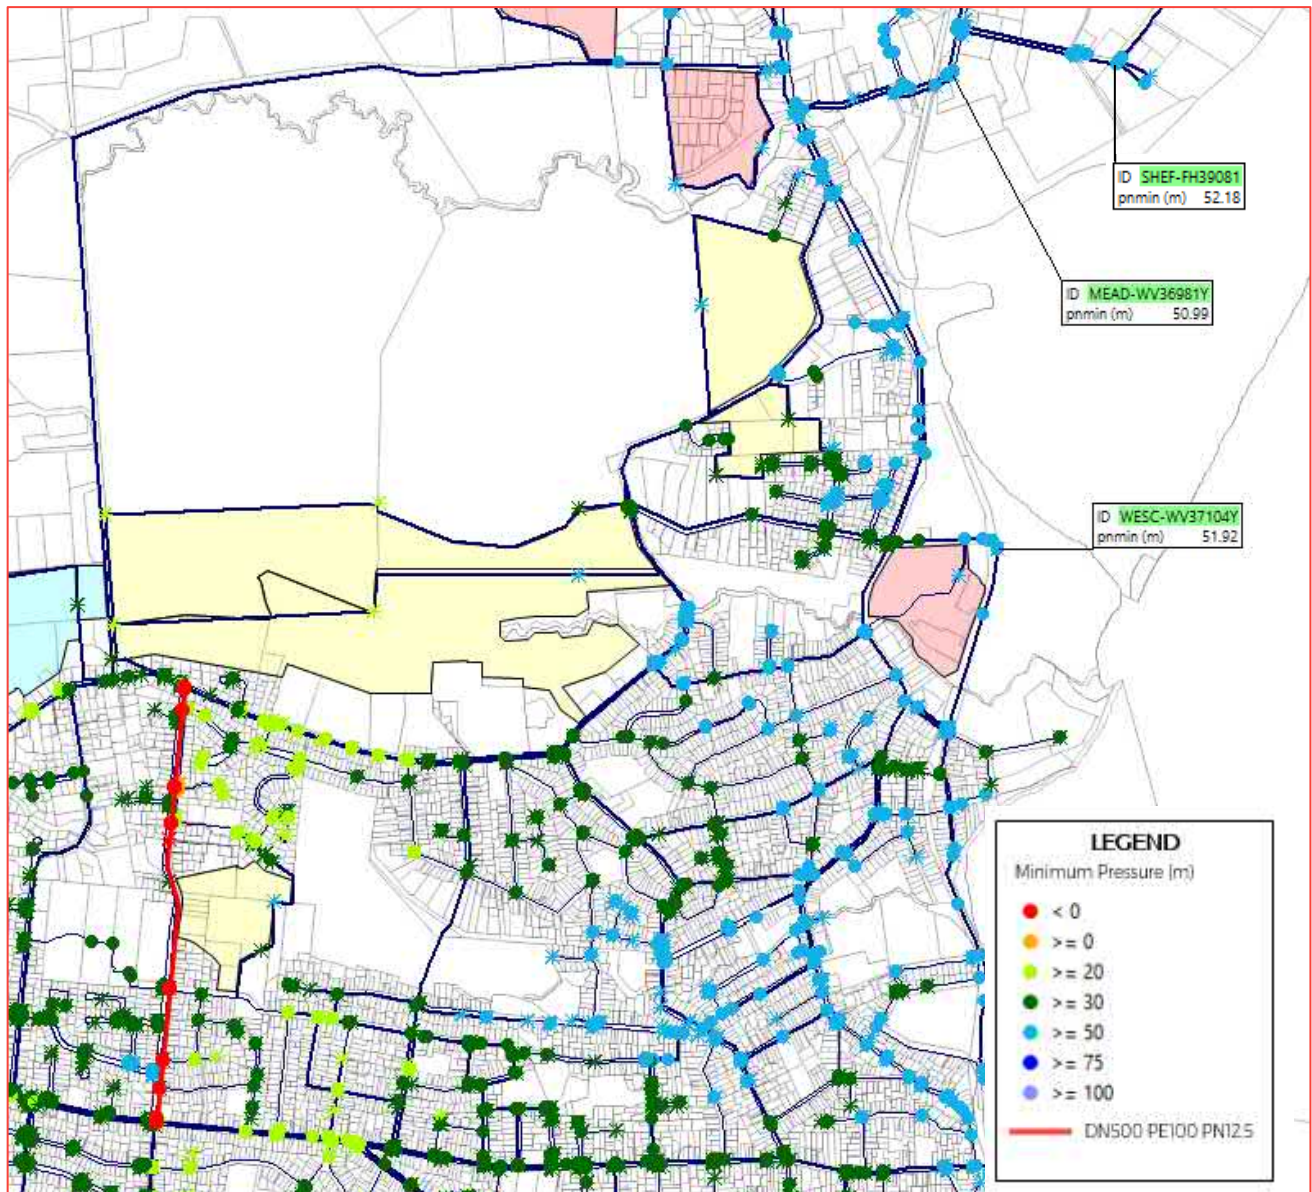 ID SHEF-FH39081
pnmin (m) 52.18
ID MEAD-WV36981Y
pnmin (m) 50.99
ID WESC-WV37104Y
pnmin (m) 51.92
LEGEND
Minimum Pressure (m)
< 0
>= 0
>= 20
>= 30
>= 50
>= 75
>= 100
DN500 PE100 PN12.5